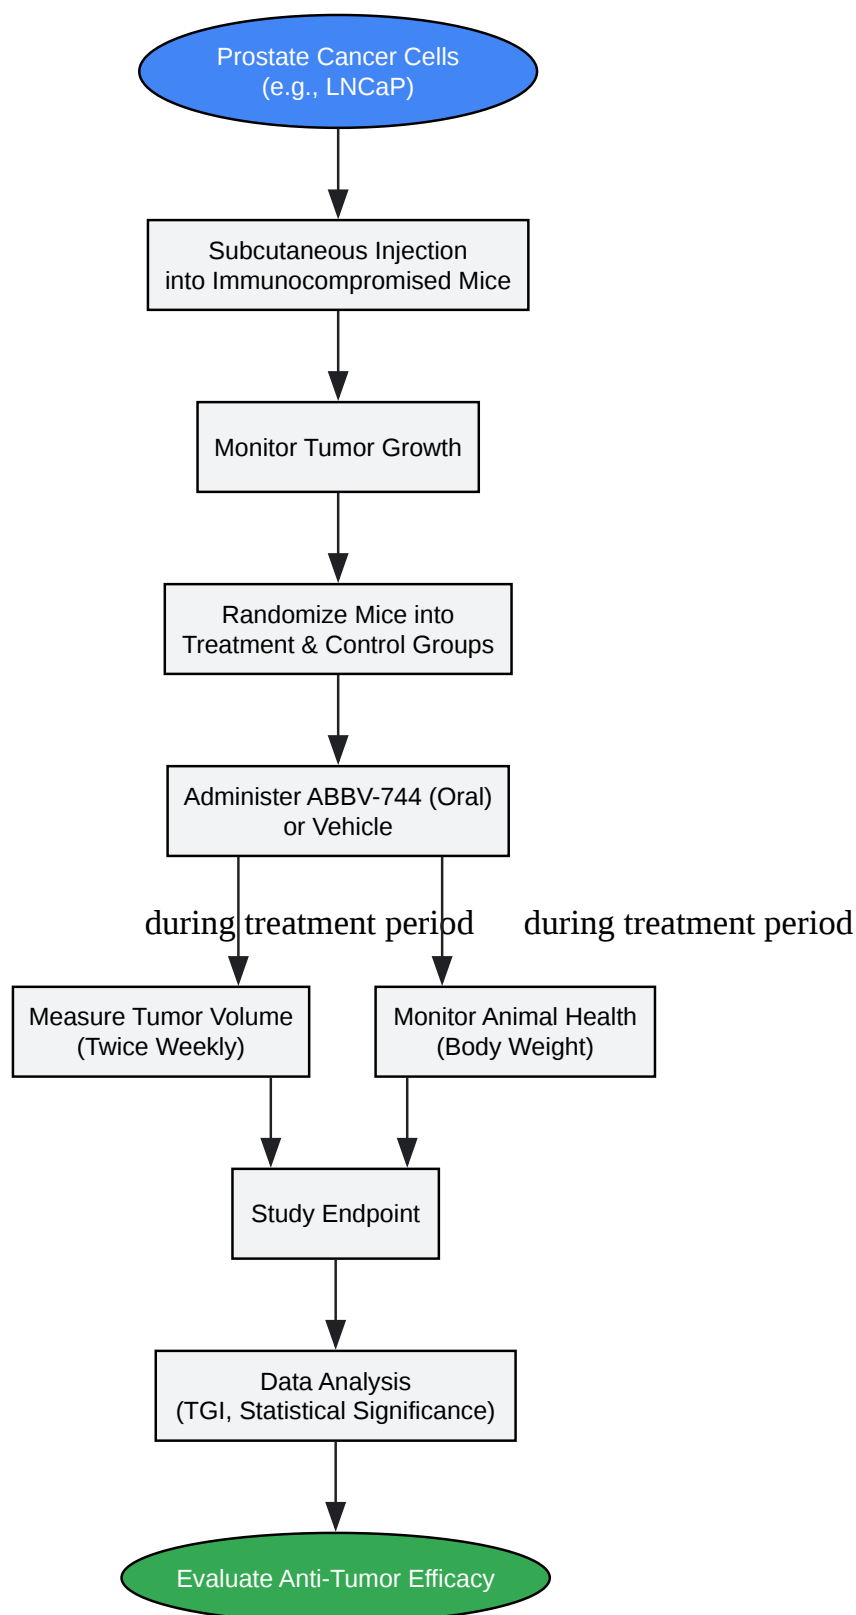 Prostate Cancer Cells
(e.g., LNCaP)
Subcutaneous Injection
into Immunocompromised Mice
Monitor Tumor Growth
Randomize Mice into
Treatment & Control Groups
Administer ABBV-744 (Oral)
or Vehicle
during treatment period
during treatment period
Measure Tumor Volume
(Twice Weekly)
Monitor Animal Health
(Body Weight)
Study Endpoint
Data Analysis
(TGI, Statistical Significance)
Evaluate Anti-Tumor Efficacy